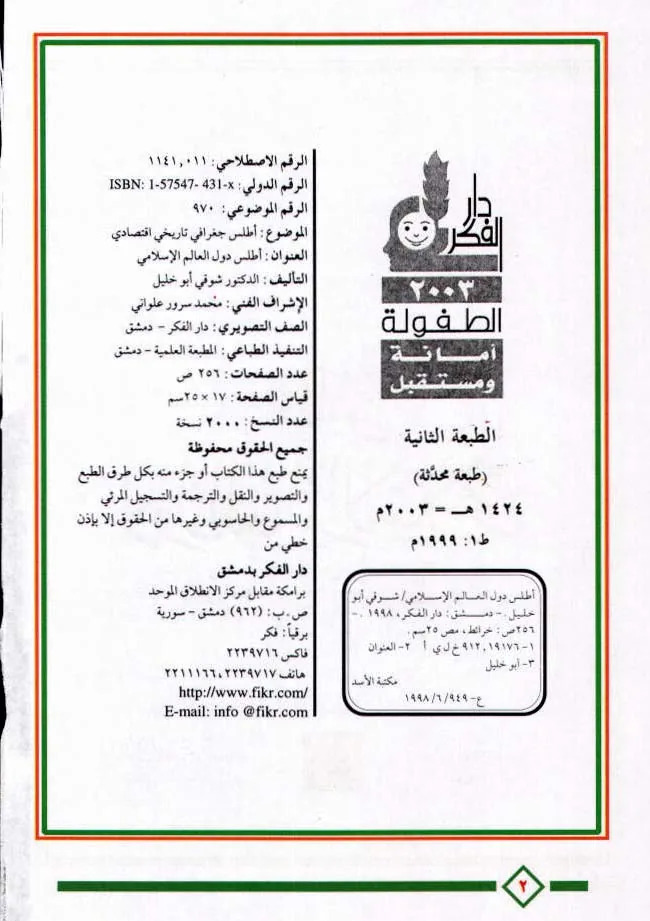 دار
الفكر
٢٠٠٣
الطفولة
أمانة
ومستقبل
الطبعة الثانية
(طبعة محدّثة)
١٤٢٤ هـ = ٢٠٠٣م
ط١: ١٩٩٩م
أطلس دول العالم الإسلامي/ شوقي أبو
خليل .- دمشق: دار الفكر، ١٩٩٨ .-
٢٥٦ص: خرائط، مص ٢٥سم.
١- ٩١٢,١٩١٧٦ خ ل ي أ ٢- العنوان
٣- أبو خليل
مكتبة الأسد
ع- ١٩٩٨/٦/٩٤٩
الرقم الاصطلاحي: ١١٤١,٠١١
الرقم الدولي: ISBN: 1-57547- 431-x
الرقم الموضوعي: ٩٧٠
الموضوع: أطلس جغرافي تاريخي اقتصادي
العنوان: أطلس دول العالم الإسلامي
التأليف: الدكتور شوقي أبو خليل
الإشراف الفني: محمد سرور علواني
الصف التصويري: دار الفكر - دمشق
التنفيذ الطباعي: المطبعة العلمية - دمشق
عدد الصفحات: ٢٥٦ ص
قياس الصفحة: ١٧ × ٢٥سم
عدد النسخ: ٢٠٠٠ نسخة
جميع الحقوق محفوظة
يمنع طبع هذا الكتاب أو جزء منه بكل طرق الطبع
والتصوير والنقل والترجمة والتسجيل المرئي
والمسموع والحاسوبي وغيرها من الحقوق إلا بإذن
خطي من
دار الفكر بدمشق
برامكة مقابل مركز الانطلاق الموحد
ص.ب: (٩٦٢) دمشق - سورية
برقياً: فكر
فاكس ٢٢٣٩٧١٦
هاتف ٢٢١١١٦٦، ٢٢٣٩٧١٧
http://www.fikr.com/
E-mail: info @fikr.com
٢